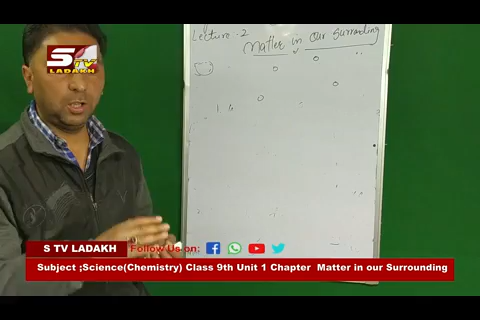 Lecture - 2
Matter in Our Surrounding
S TV
LADAKH
S TV LADAKH
Follow Us on:
Subject ;Science(Chemistry) Class 9th Unit 1 Chapter Matter in our Surrounding